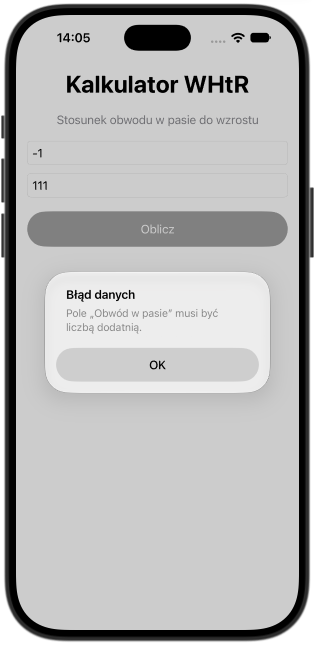 14:05
Kalkulator WHtR
Stosunek obwodu w pasie do wzrostu
-1
111
Oblicz
Błąd danych
Pole „Obwód w pasie” musi być
liczbą dodatnią.
OK